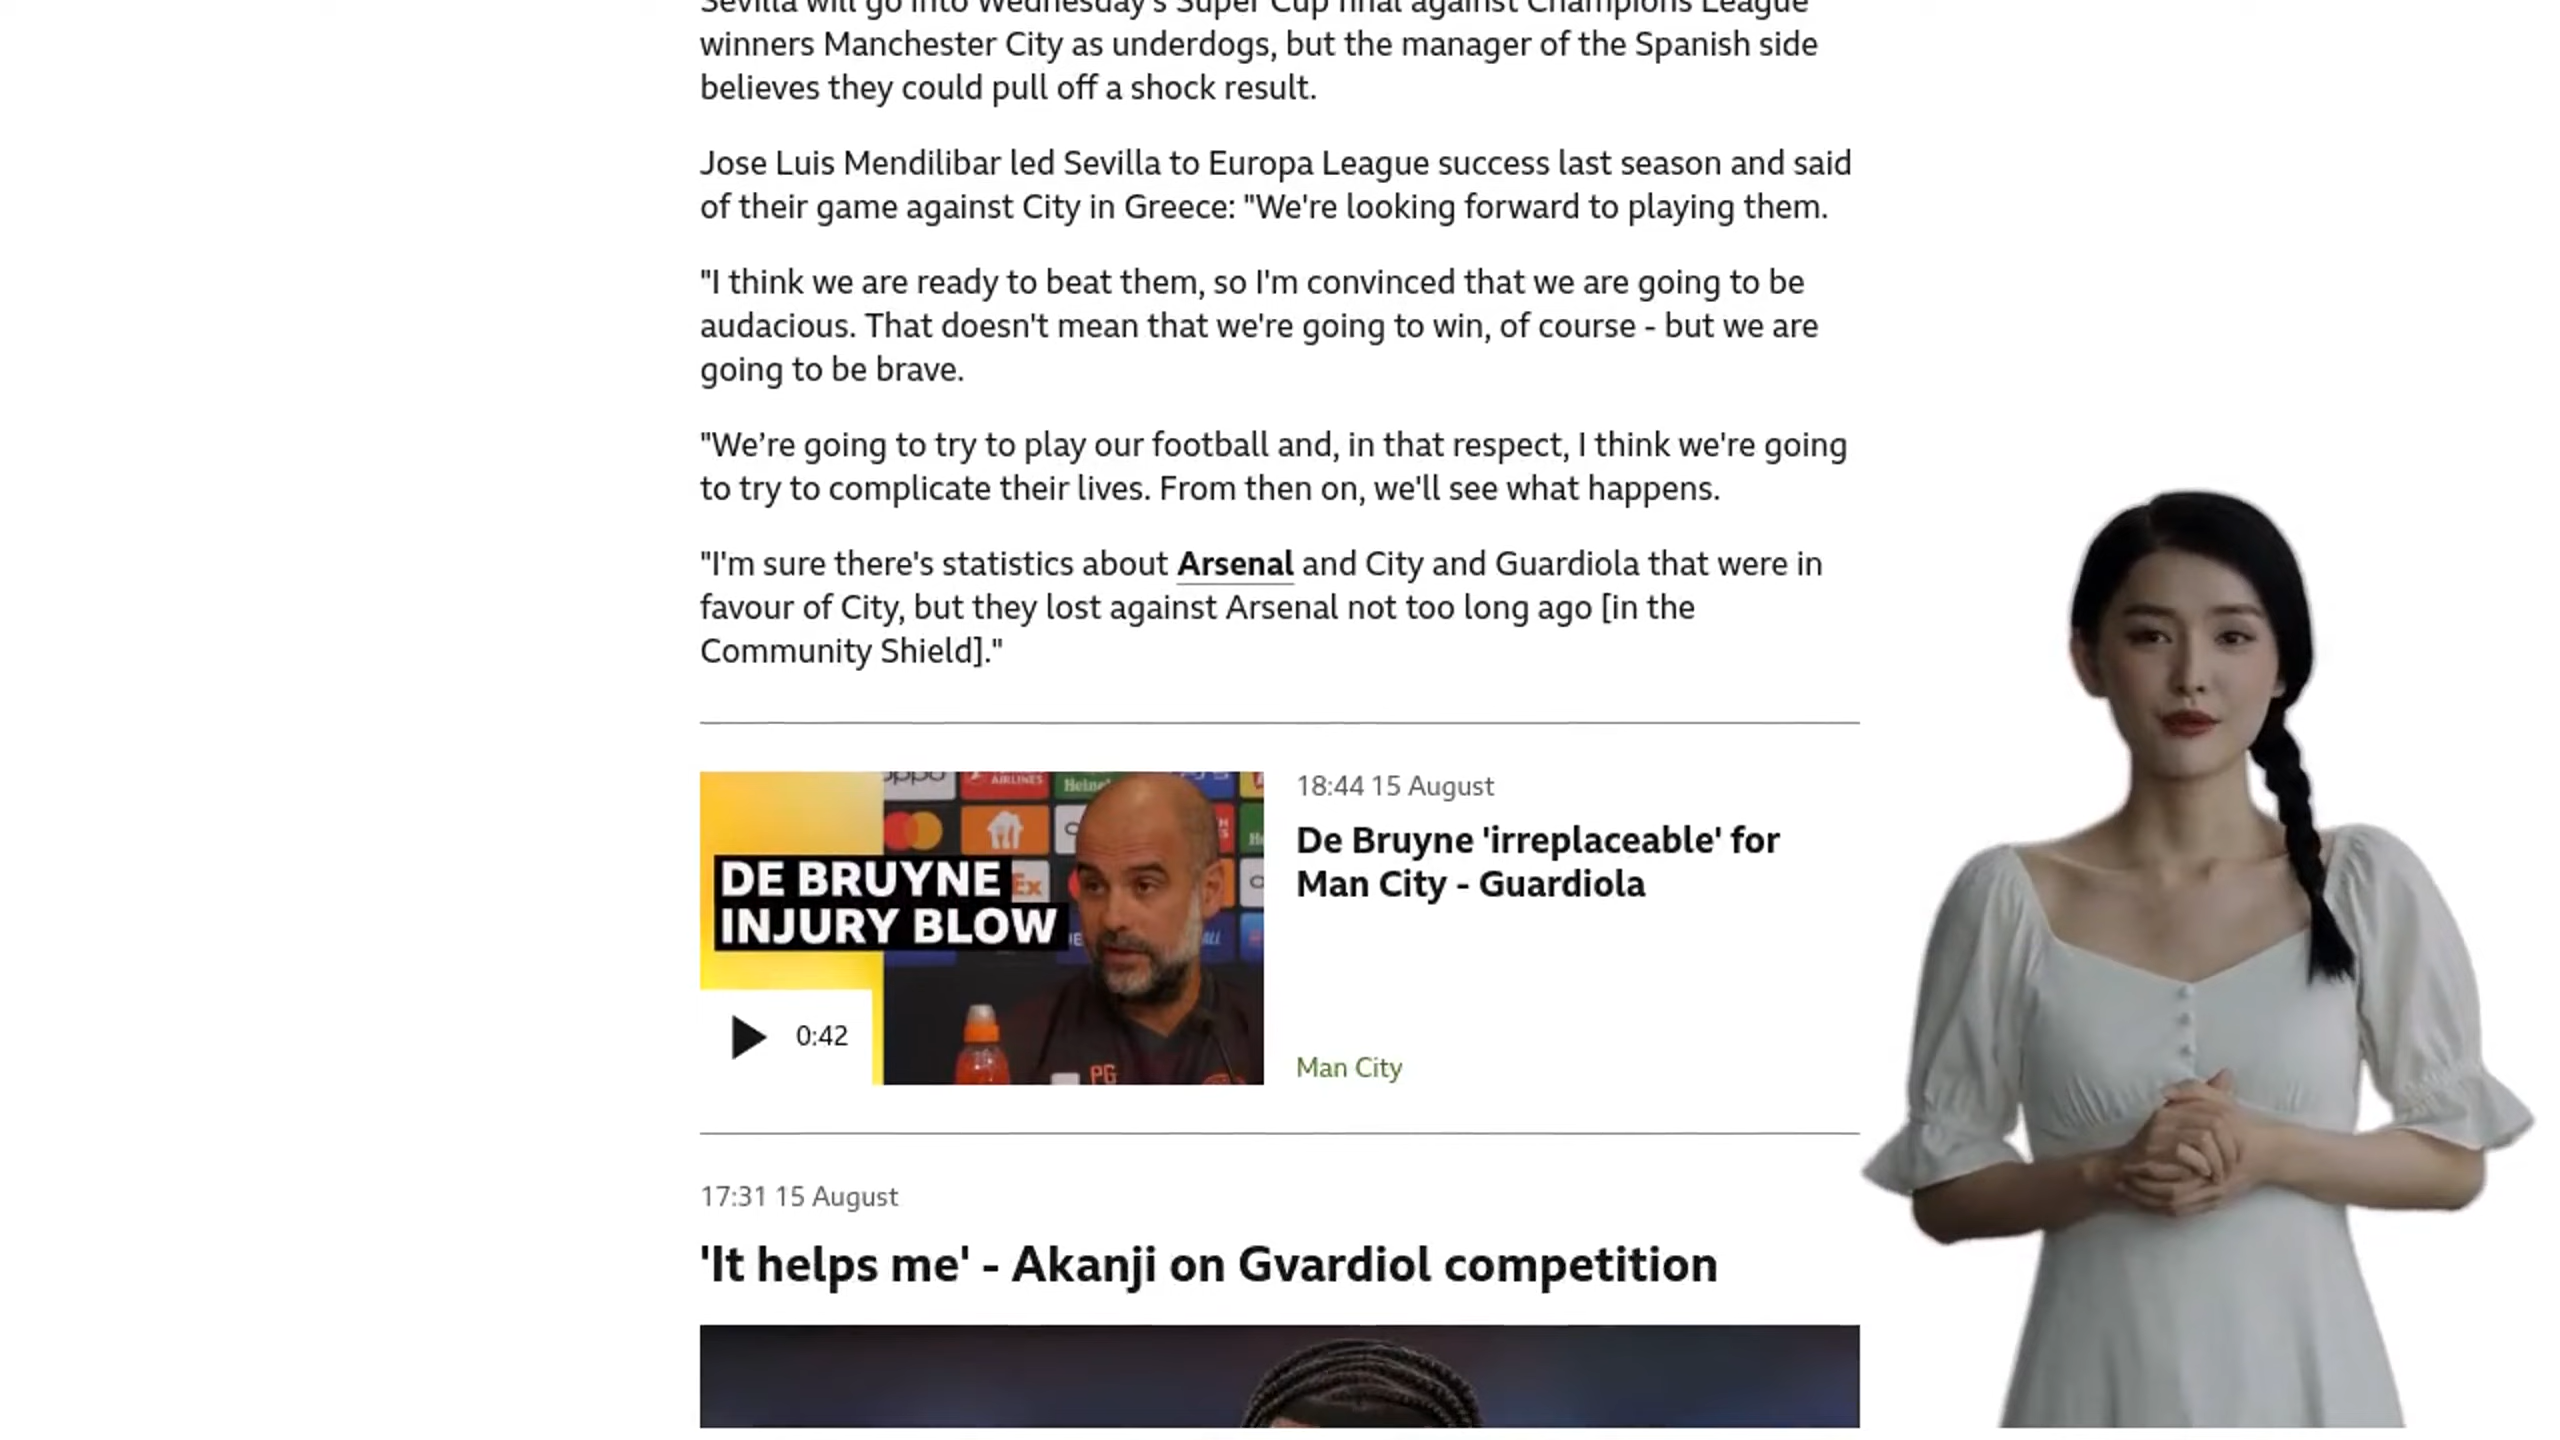 Sevilla will go into Wednesday's Super Cup final against Champions League
winners Manchester City as underdogs, but the manager of the Spanish side
believes they could pull off a shock result.
Jose Luis Mendilibar led Sevilla to Europa League success last season and said
of their game against City in Greece: "We're looking forward to playing them.
"I think we are ready to beat them, so I'm convinced that we are going to be
audacious. That doesn't mean that we're going to win, of course - but we are
going to be brave.
"We’re going to try to play our football and, in that respect, I think we're going
to try to complicate their lives. From then on, we'll see what happens.
"I'm sure there's statistics about Arsenal and City and Guardiola that were in
favour of City, but they lost against Arsenal not too long ago [in the
Community Shield]."
oppo
AIRLINES
Heine
DE BRUYNE
Ex
INJURY BLOW
0:42
PG
18:44 15 August
De Bruyne 'irreplaceable' for
Man City - Guardiola
Man City
17:31 15 August
'It helps me' - Akanji on Gvardiol competition